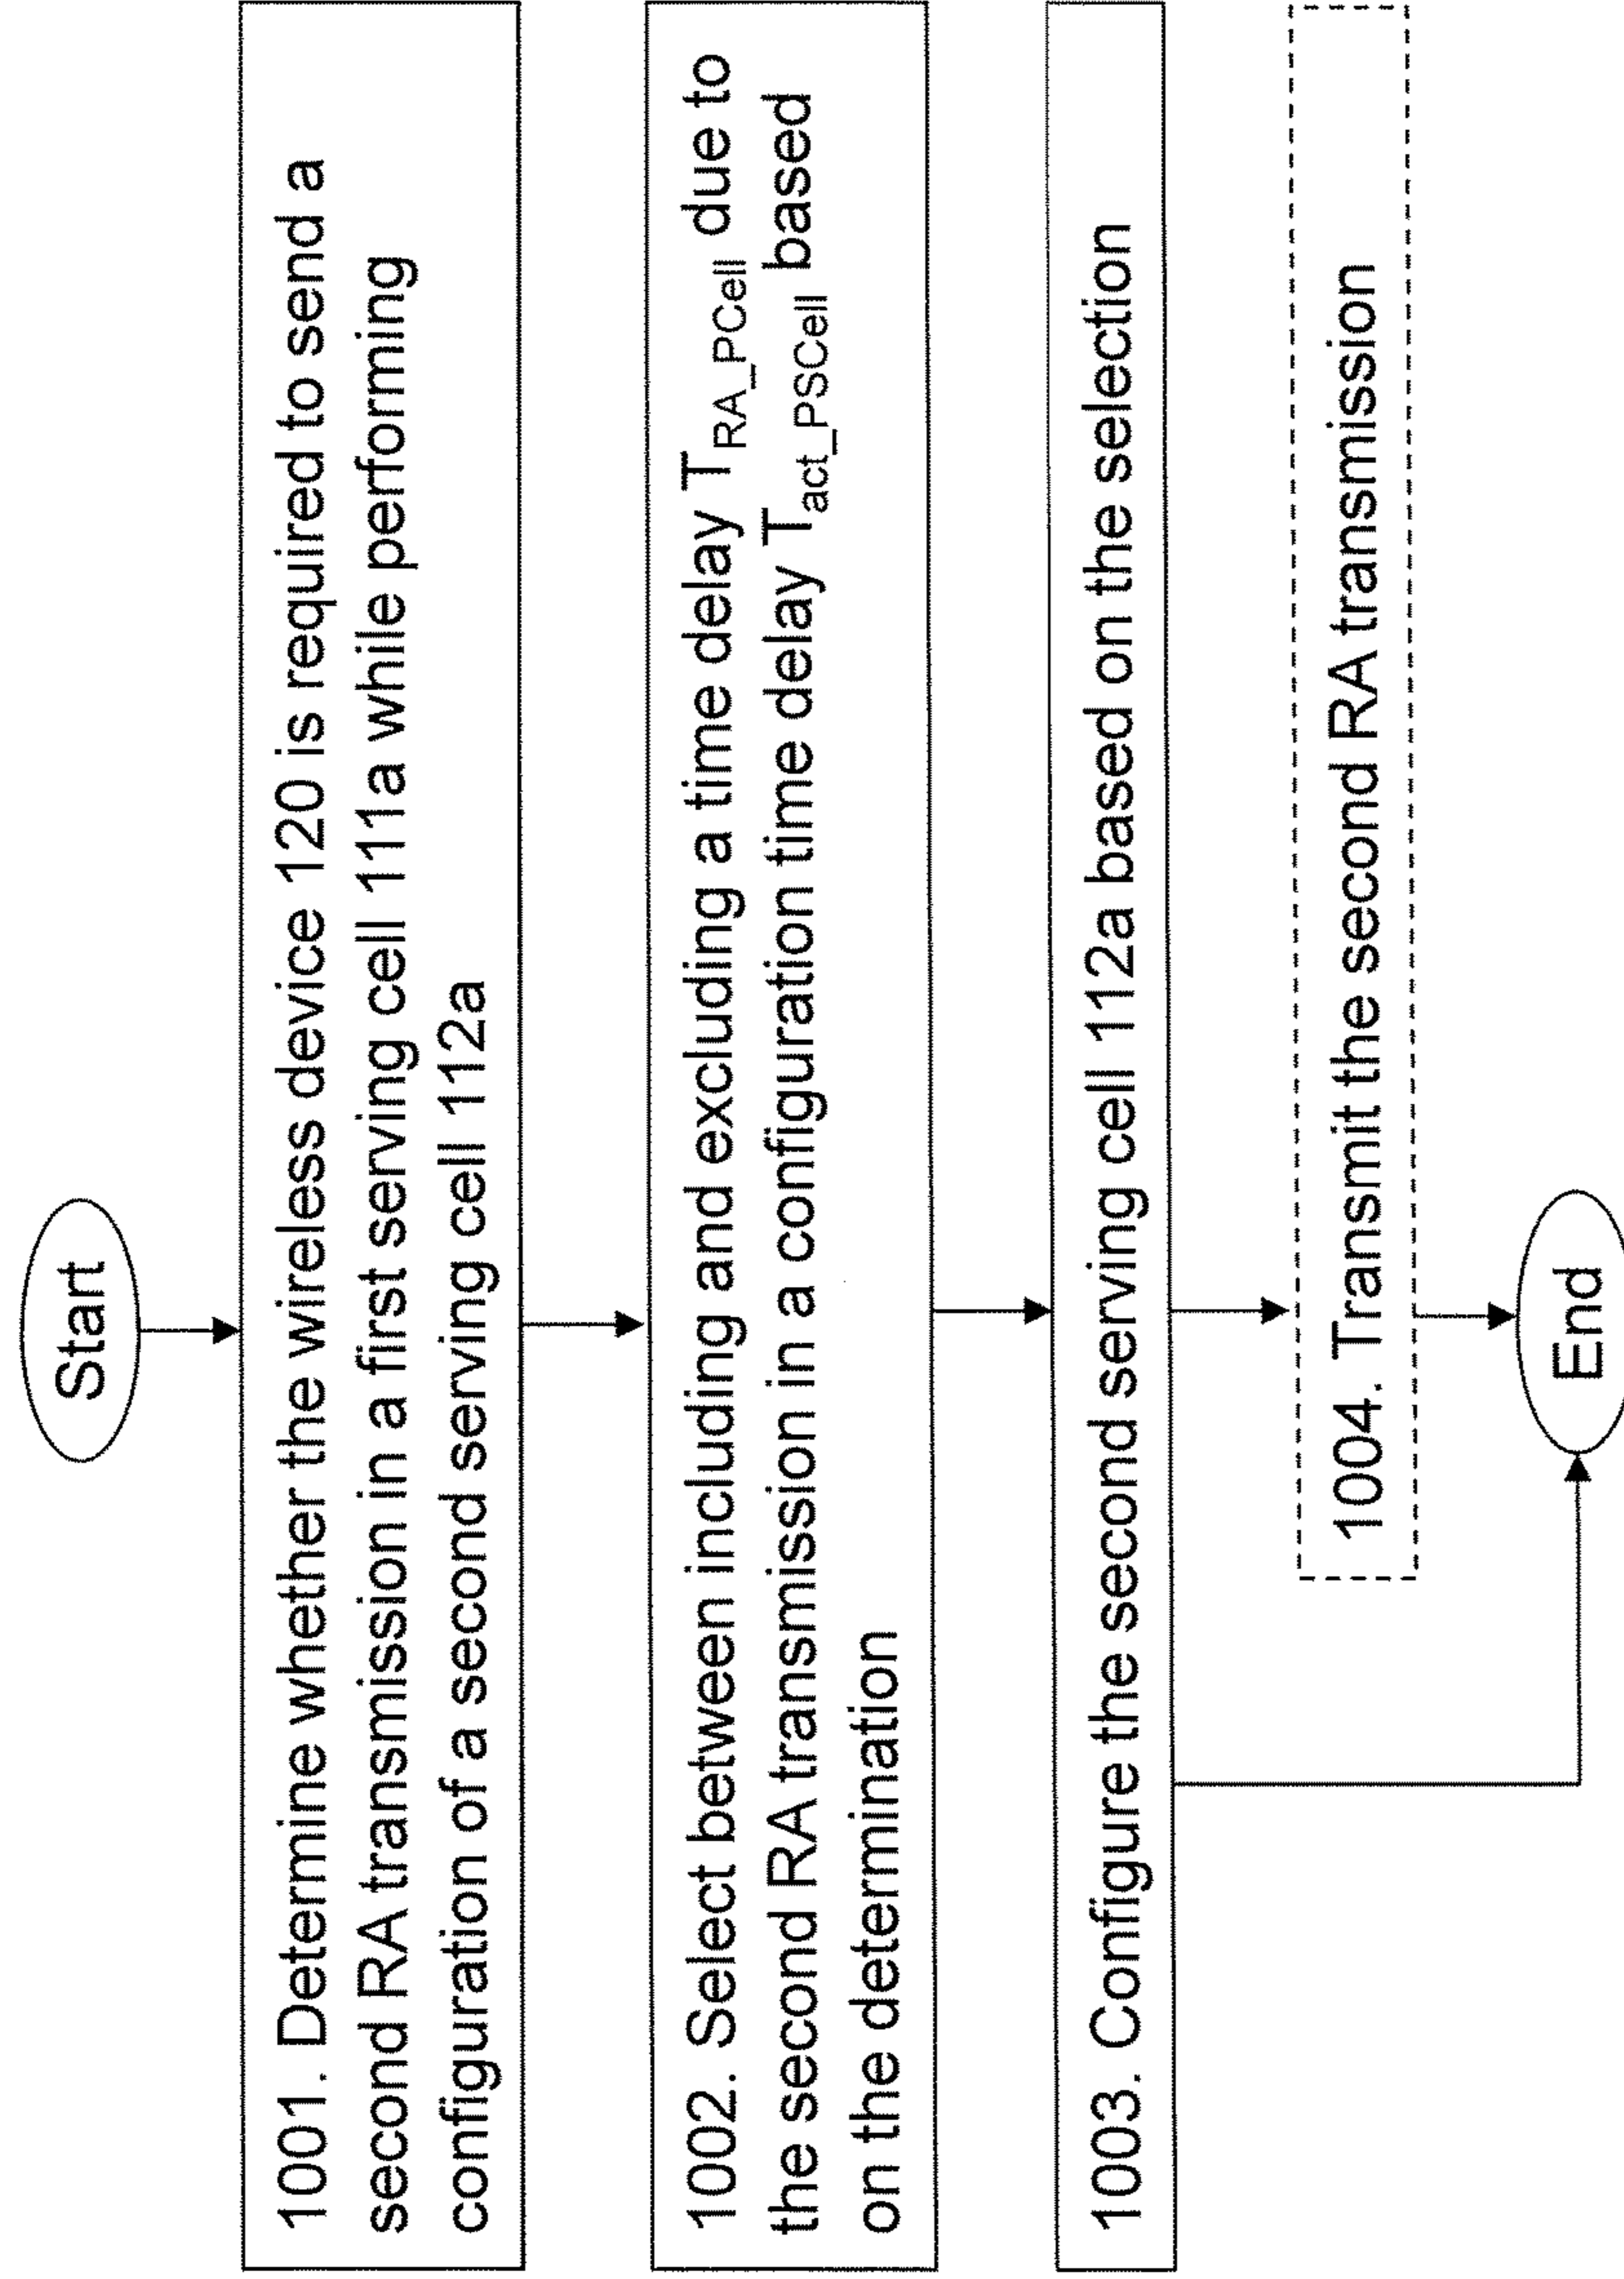 Start
1001. Determine whether the wireless device 120 is required to send a
second RA transmission in a first serving cell 111a while performing
configuration of a second serving cell 112a
1002. Select between including and excluding a time delay T_RA_PCell due to
the second RA transmission in a configuration time delay T_act_PSCell based
on the determination
1003. Configure the second serving cell 112a based on the selection
1004. Transmit the second RA transmission
End